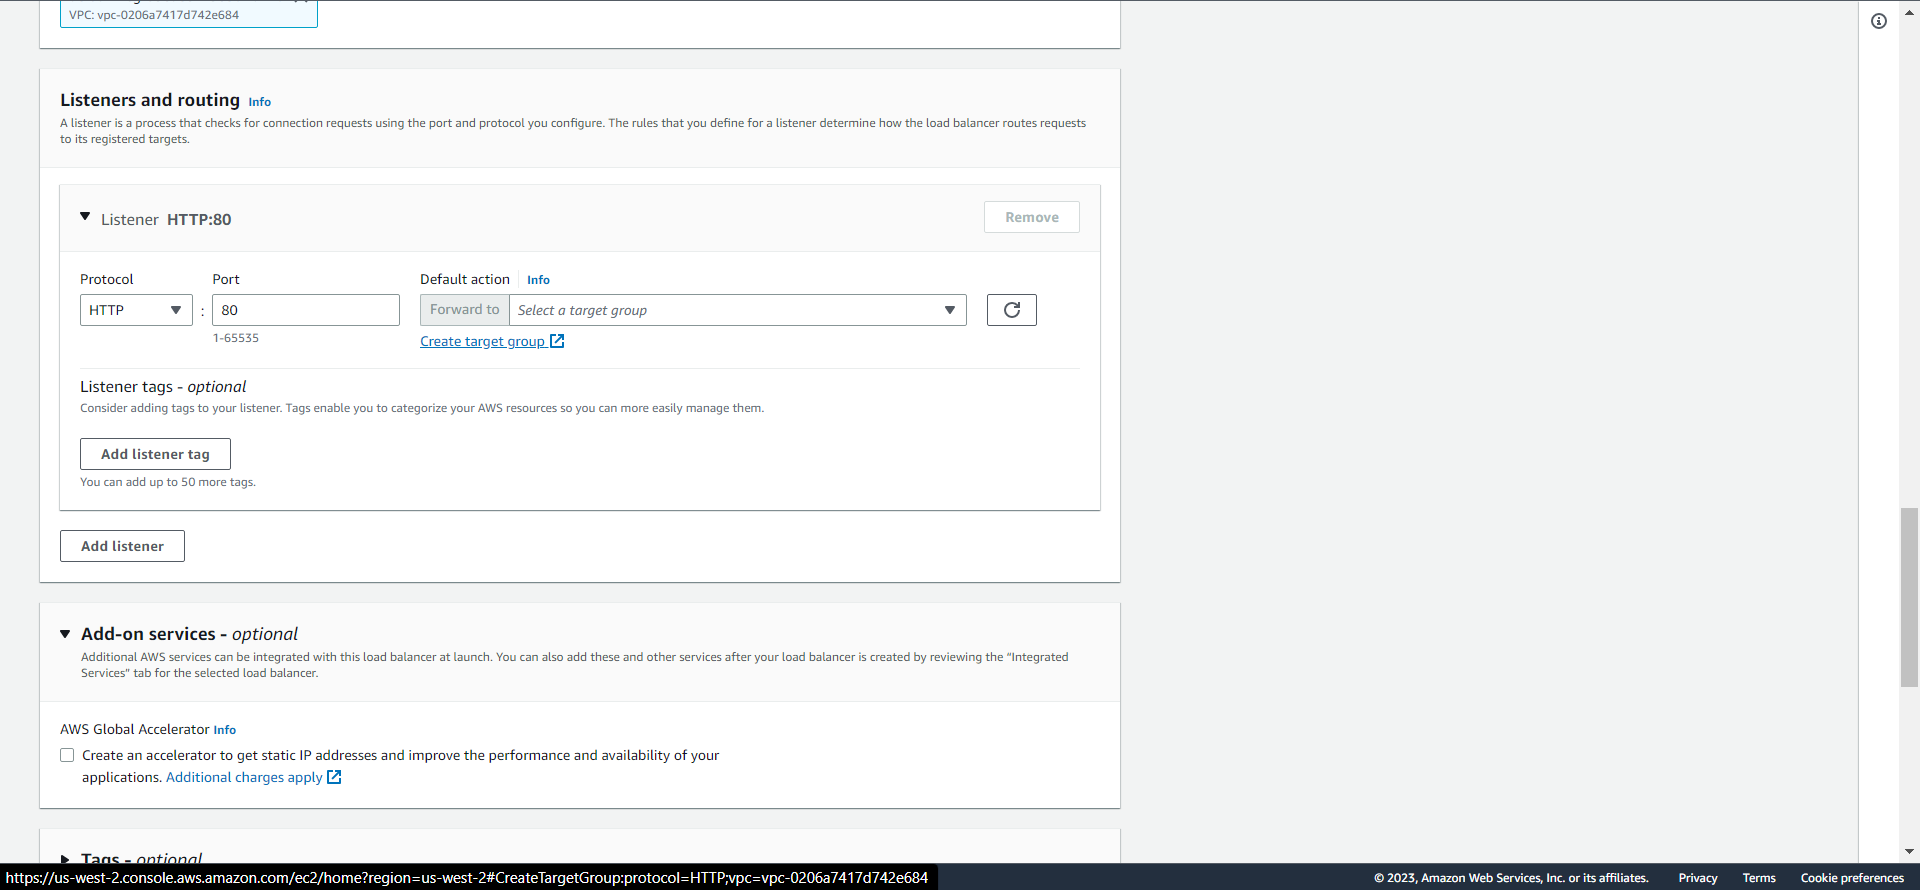 VPC: vpc-0206a7417d742e684
Listeners and routing Info
A listener is a process that checks for connection requests using the port and protocol you configure. The rules that you define for a listener determine how the load balancer routes requests
to its registered targets.
Listener HTTP:80
Remove
Protocol
Port
Default action Info
HTTP
:
80
Forward to
Select a target group
1-65535
Create target group
Listener tags - optional
Consider adding tags to your listener. Tags enable you to categorize your AWS resources so you can more easily manage them.
Add listener tag
You can add up to 50 more tags.
Add listener
Add-on services - optional
Additional AWS services can be integrated with this load balancer at launch. You can also add these and other services after your load balancer is created by reviewing the “Integrated
Services” tab for the selected load balancer.
AWS Global Accelerator Info
Create an accelerator to get static IP addresses and improve the performance and availability of your
applications. Additional charges apply
Tags - optional
https://us-west-2.console.aws.amazon.com/ec2/home?region=us-west-2#CreateTargetGroup:protocol=HTTP;vpc=vpc-0206a7417d742e684
© 2023, Amazon Web Services, Inc. or its affiliates.
Privacy
Terms
Cookie preferences